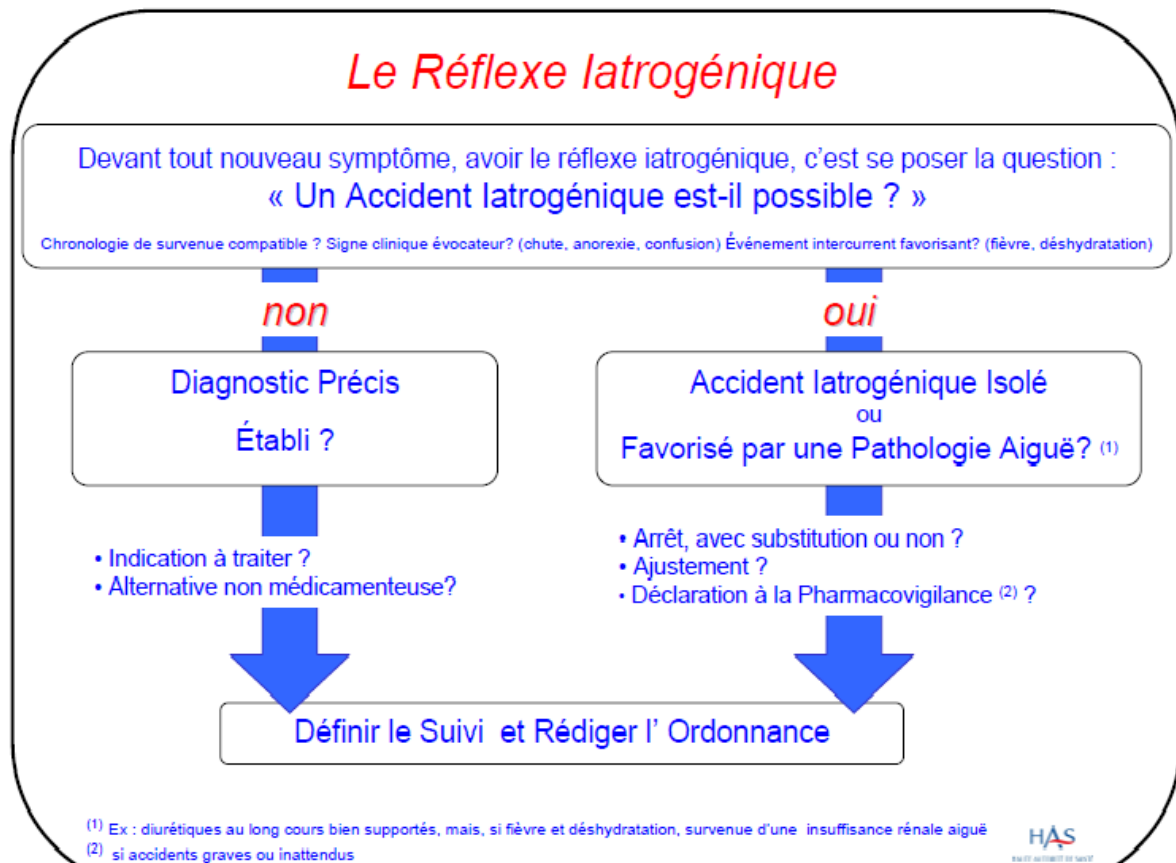 Le Réflexe Iatrogénique
Devant tout nouveau symptôme, avoir le réflexe iatrogénique, c'est se poser la question :
« Un Accident Iatrogénique est-il possible ? »
Chronologie de survenue compatible ? Signe clinique évocateur? (chute, anorexie, confusion) Événement intercurrent favorisant? (fièvre, déshydratation)
non
oui
Diagnostic Précis
Établi ?
Accident Iatrogénique Isolé
ou
Favorisé par une Pathologie Aiguë? (1)
• Indication à traiter ?
• Alternative non médicamenteuse?
• Arrêt, avec substitution ou non ?
• Ajustement ?
• Déclaration à la Pharmacovigilance (2) ?
Définir le Suivi et Rédiger l' Ordonnance
(1) Ex : diurétiques au long cours bien supportés, mais, si fièvre et déshydratation, survenue d'une insuffisance rénale aiguë
(2) si accidents graves ou inattendus
HAS
HAUTE AUTORITÉ DE SANTÉ